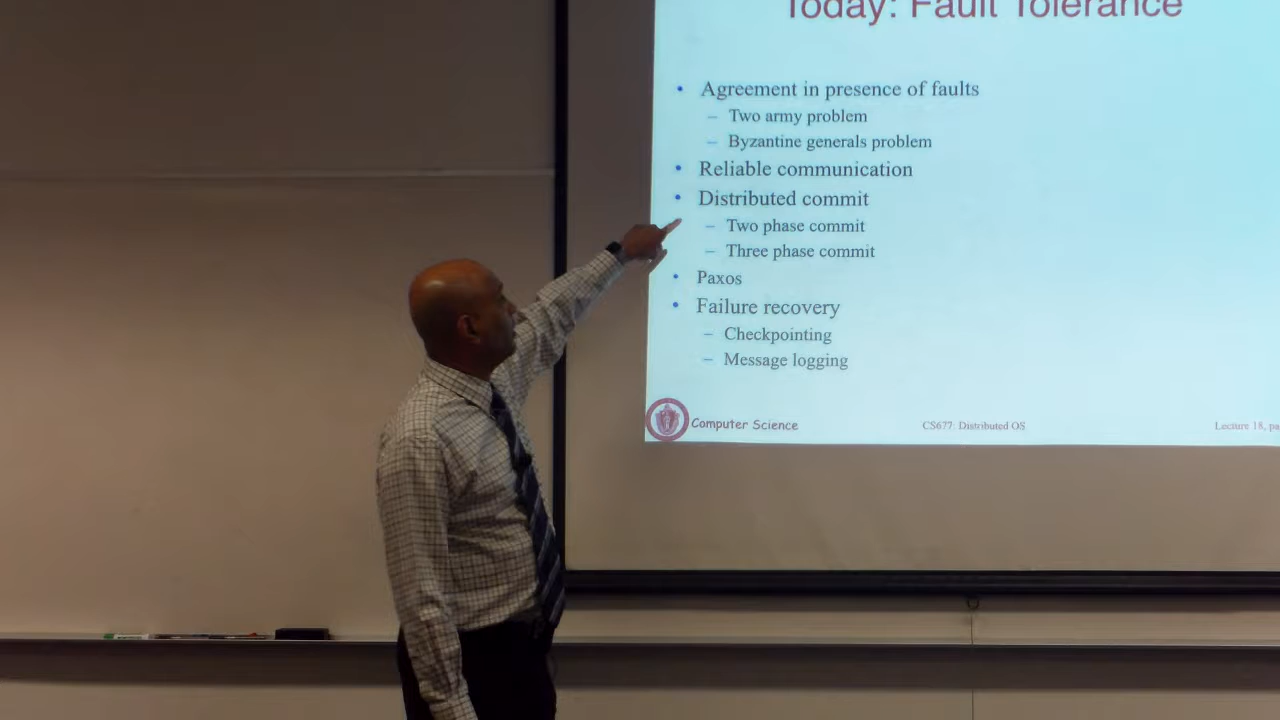 Today: Fault Tolerance
• Agreement in presence of faults
– Two army problem
– Byzantine generals problem
• Reliable communication
• Distributed commit
– Two phase commit
– Three phase commit
• Paxos
• Failure recovery
– Checkpointing
– Message logging
Computer Science
CS677: Distributed OS
Lecture 18,